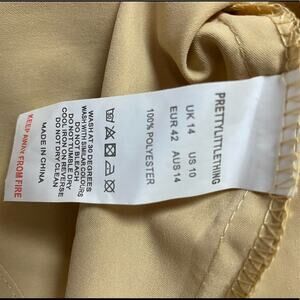 PRETTYLITTLETHING
UK 14 US 10
EUR 42 AUS 14
100% POLYESTER
WASH AT 30 DEGREES
WASH WITH SIMILAR COLOURS
DO NOT BLEACH
DO NOT TUMBLE DRY
COOL IRON ON REVERSE
DO NOT DRY CLEAN
MADE IN CHINA
KEEP AWAY FROM FIRE